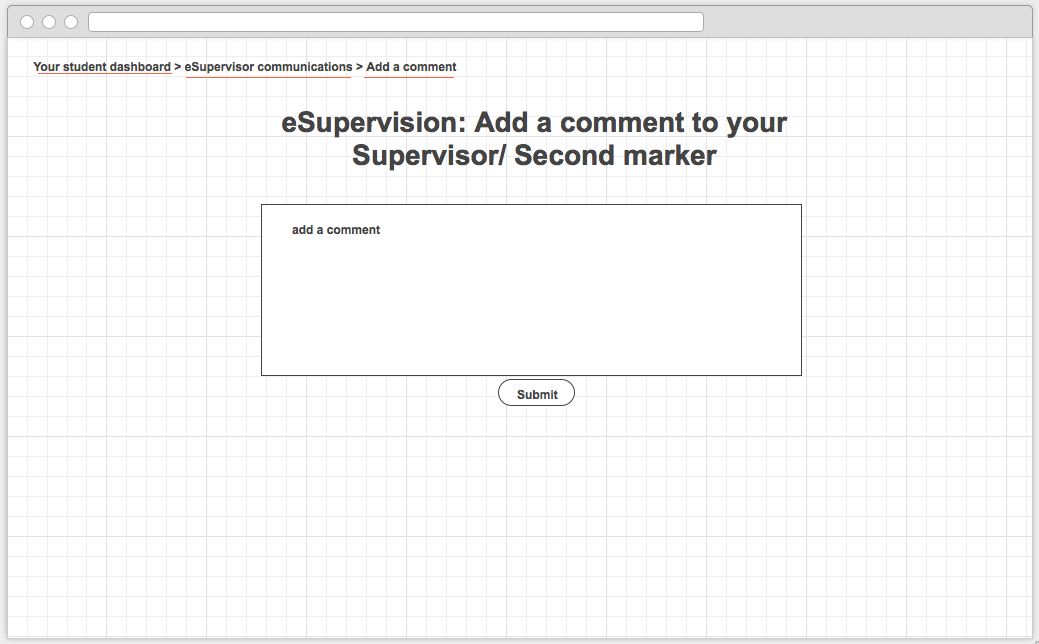 Your student dashboard > eSupervisor communications > Add a comment
eSupervision: Add a comment to your
Supervisor/ Second marker
add a comment
Submit